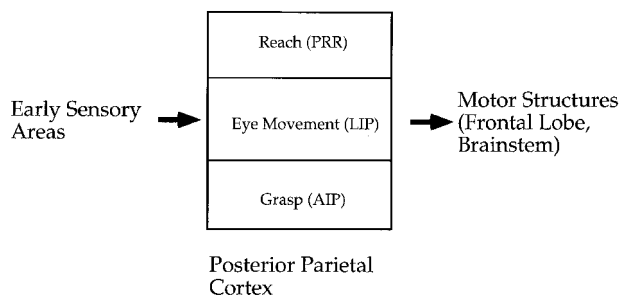 Reach (PRR)
Early Sensory
Areas
Eye Movement (LIP)
Motor Structures
(Frontal Lobe,
Brainstem)
Grasp (AIP)
Posterior Parietal
Cortex